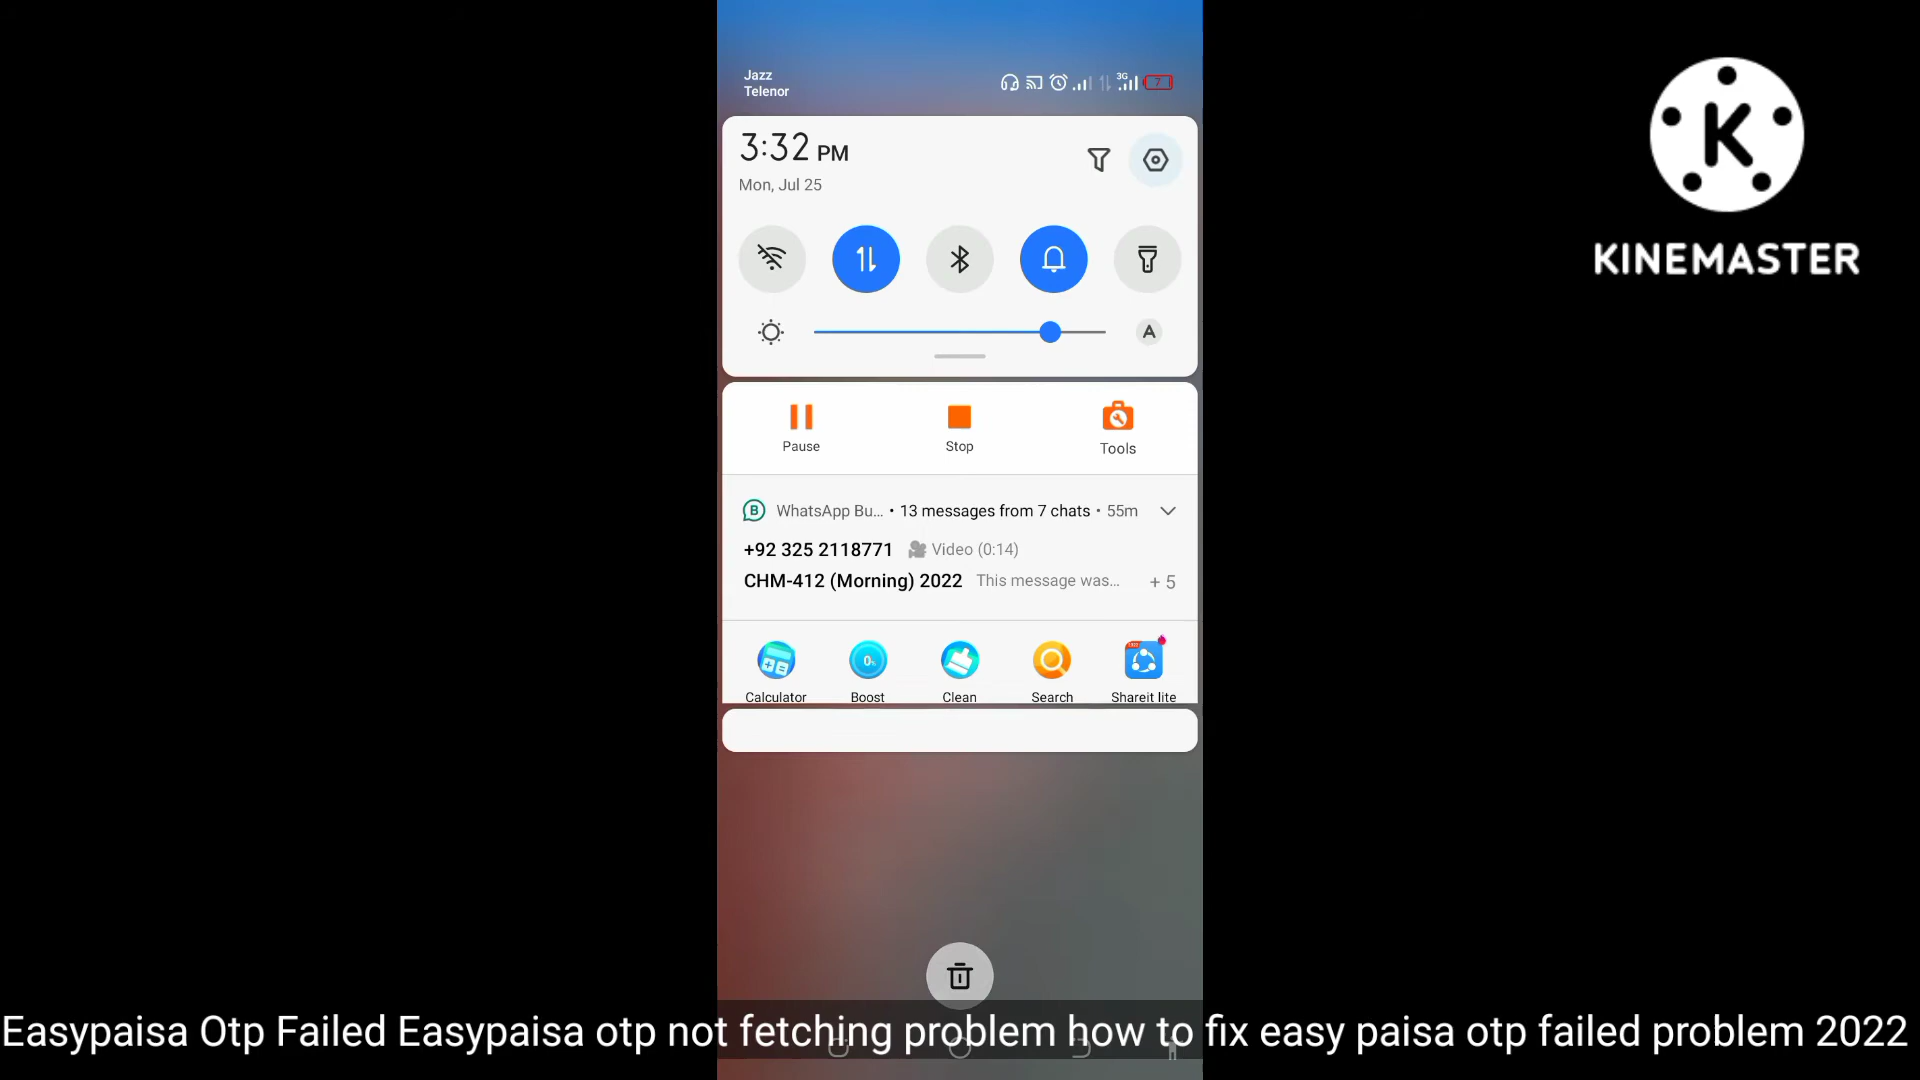 Jazz
Telenor
3G
7
K
KINEMASTER
3:32 PM
Mon, Jul 25
A
Pause
Stop
Tools
B WhatsApp Bu... • 13 messages from 7 chats • 55m
+92 325 2118771 Video (0:14)
CHM-412 (Morning) 2022 This message was... + 5
0%
Calculator
Boost
Clean
Search
Shareit lite
Easypaisa Otp Failed Easypaisa otp not fetching problem how to fix easy paisa otp failed problem 2022